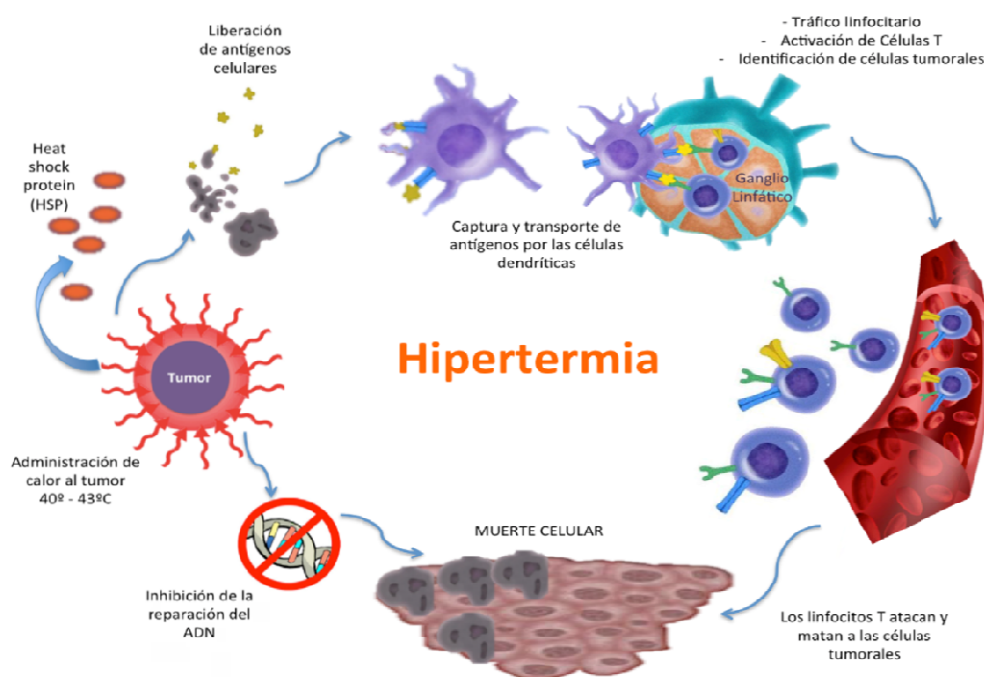 Liberación
de antígenos
celulares
- Tráfico linfocitario
- Activación de Células T
- Identificación de células tumorales
Heat
shock
protein
(HSP)
Ganglio
Linfático
Captura y transporte de
antígenos por las células
dendríticas
Hipertermia
Tumor
Administración de
calor al tumor
40º - 43ºC
MUERTE CELULAR
Inhibición de la
reparación del
ADN
Los linfocitos T atacan y
matan a las células
tumorales